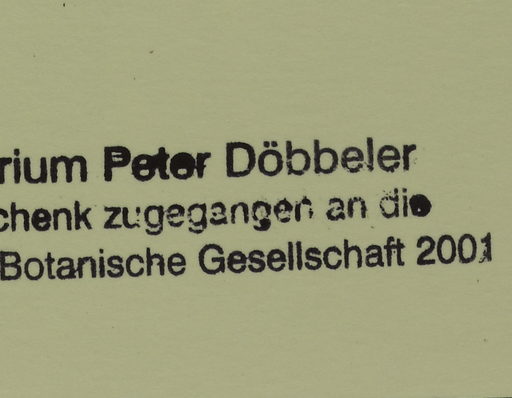 rium Peter Döbbeler
chenk zugegangen an die
Botanische Gesellschaft 2001